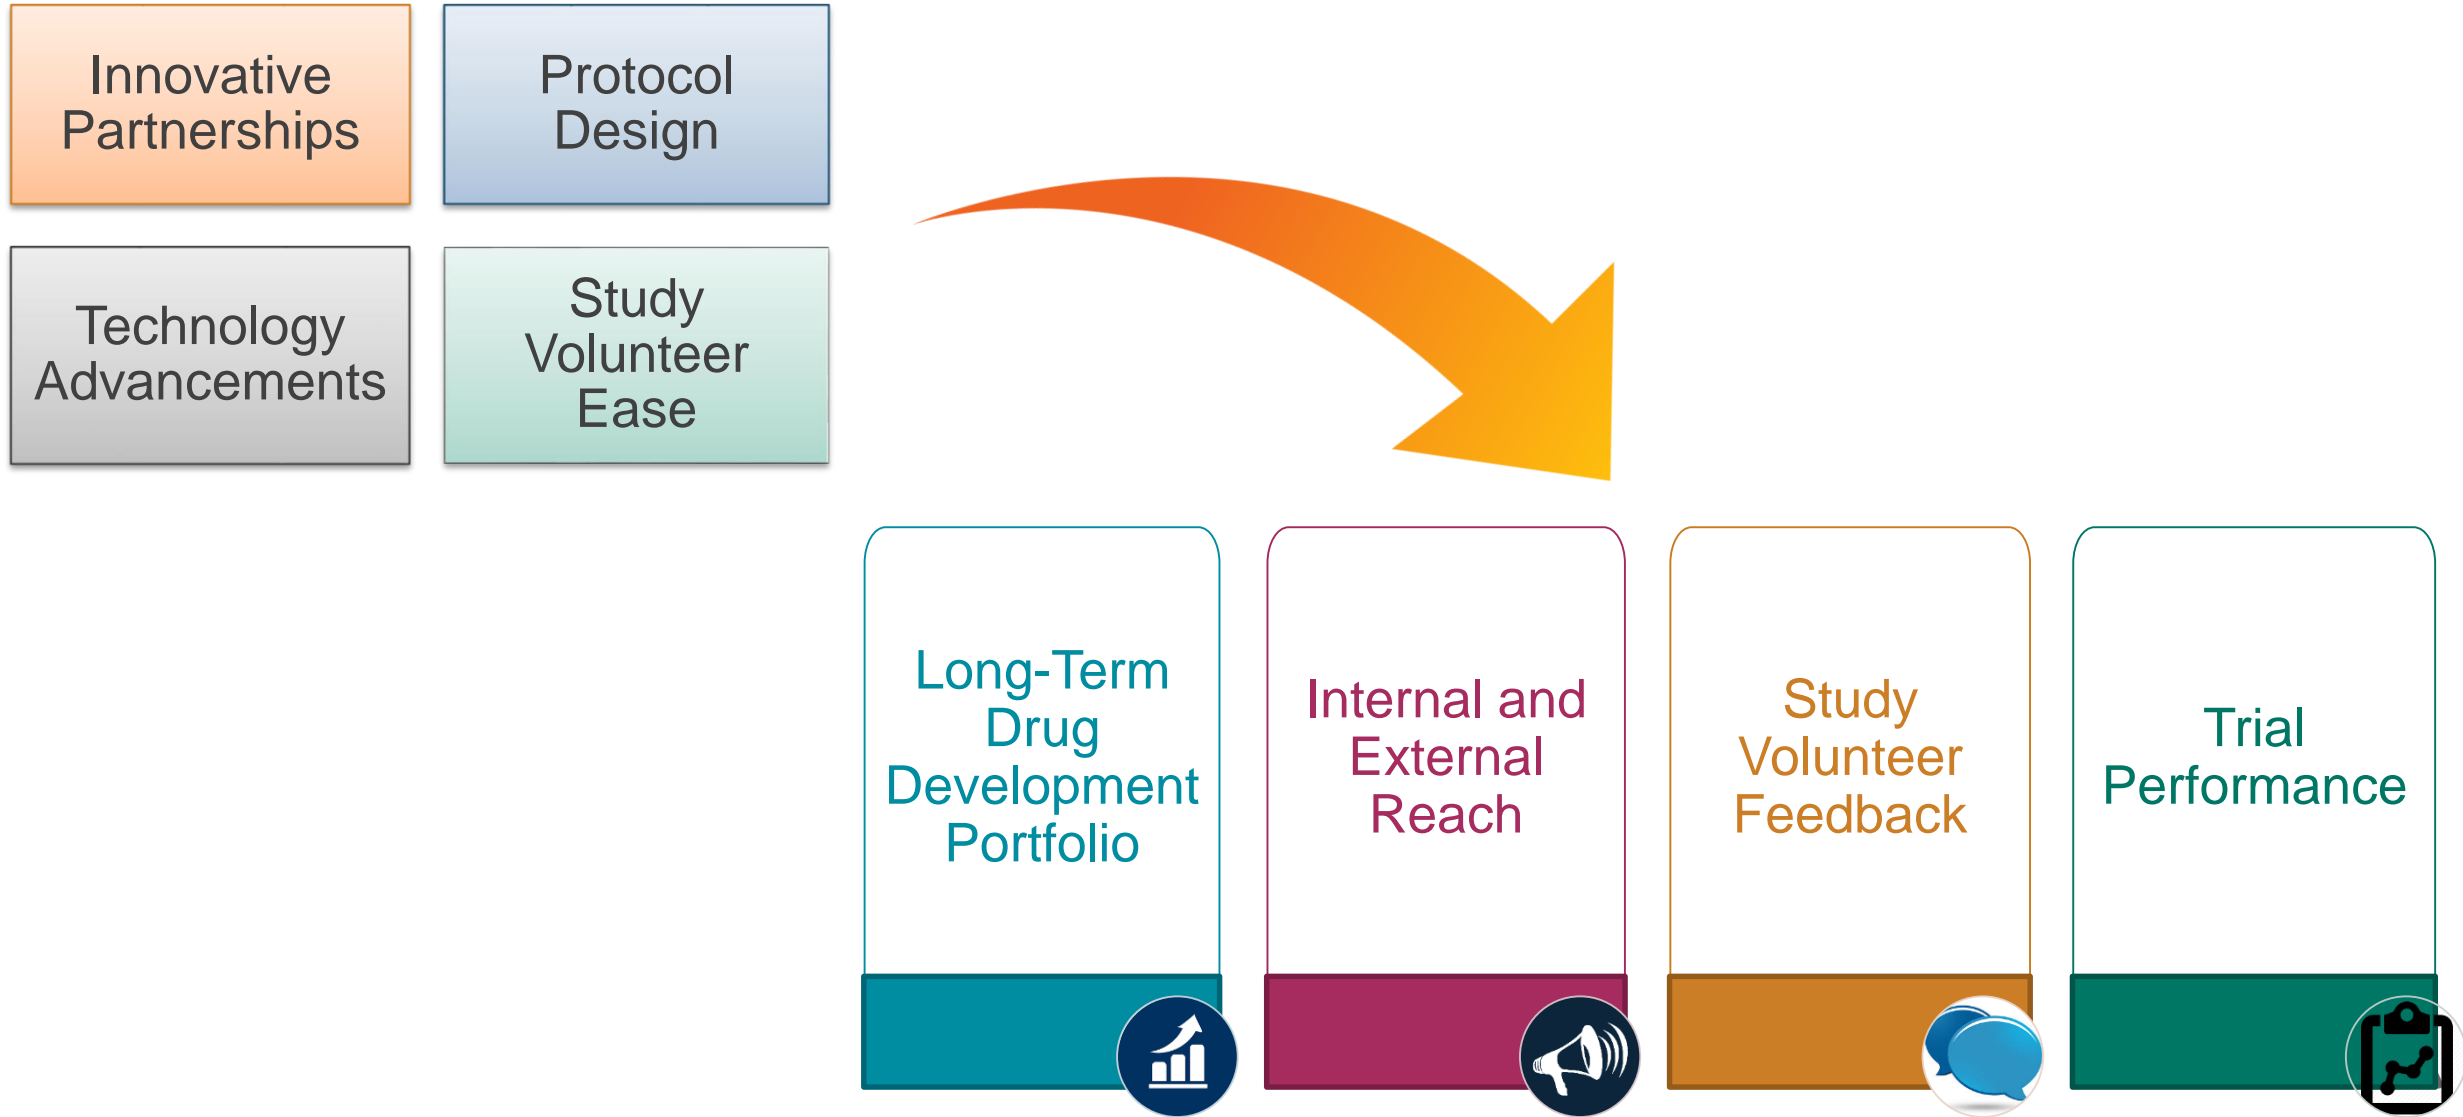 Innovative
Partnerships
Protocol
Design
Technology
Advancements
Study
Volunteer
Ease
Long-Term
Drug
Development
Portfolio
Internal and
External
Reach
Study
Volunteer
Feedback
Trial
Performance